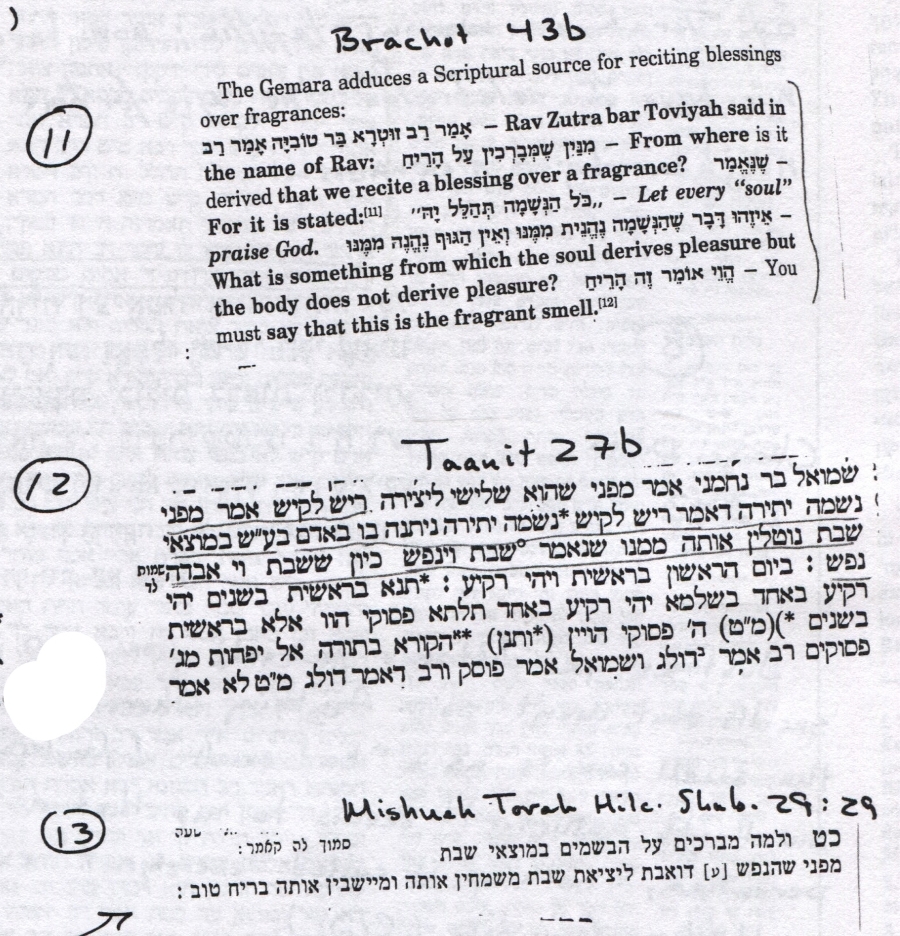 Brachot 43b
11
The Gemara adduces a Scriptural source for reciting blessings
over fragrances:
אָמַר רַב זוּטְרָא בַּר טוֹבִיָּה אָמַר רַב – Rav Zutra bar Toviyah said in
the name of Rav: מִנַּיִן שֶׁמְּבָרְכִין עַל הָרֵיחַ – From where is it
derived that we recite a blessing over a fragrance? שֶׁנֶּאֱמַר –
For it is stated:[11] ״כֹּל הַנְּשָׁמָה תְּהַלֵּל יָהּ״ – Let every "soul"
praise God. אֵיזֶהוּ דָּבָר שֶׁהַנְּשָׁמָה נֶהֱנֵית מִמֶּנּוּ וְאֵין הַגּוּף נֶהֱנֶה מִמֶּנּוּ –
What is something from which the soul derives pleasure but
the body does not derive pleasure? הֱוֵי אוֹמֵר זֶה הָרֵיחַ – You
must say that this is the fragrant smell.[12]
Taanit 27b
12
שמואל בר נחמני אמר מפני שהוא שלישי ליצירה ריש לקיש אמר מפני
נשמה יתירה דאמר ריש לקיש *נשמה יתירה ניתנה בו באדם בע״ש במוצאי
שבת נוטלין אותה ממנו שנאמר °שבת וינפש כיון ששבת וי אבדה
שמות לו
נפש : ביום הראשון בראשית ויהי רקיע : *תנא בראשית בשנים יהי
רקיע באחד בשלמא יהי רקיע באחד תלתא פסוקי הוו אלא בראשית
בשנים *)(מ״ט) ה׳ פסוקי הויין (*ותנן) **הקורא בתורה אל יפחות מג׳
פסוקים רב אמר דולג ושמואל אמר פוסק ורב דאמר דולג מ״ט לא אמר
Mishneh Torah Hilc. Shab. 29:29
13
סמוך לה קלמר:
כט ולמה מברכים על הבשמים במוצאי שבת
מפני שהנפש [ע] דואבת ליציאת שבת משמחין אותה ומיישבין אותה בריח טוב :